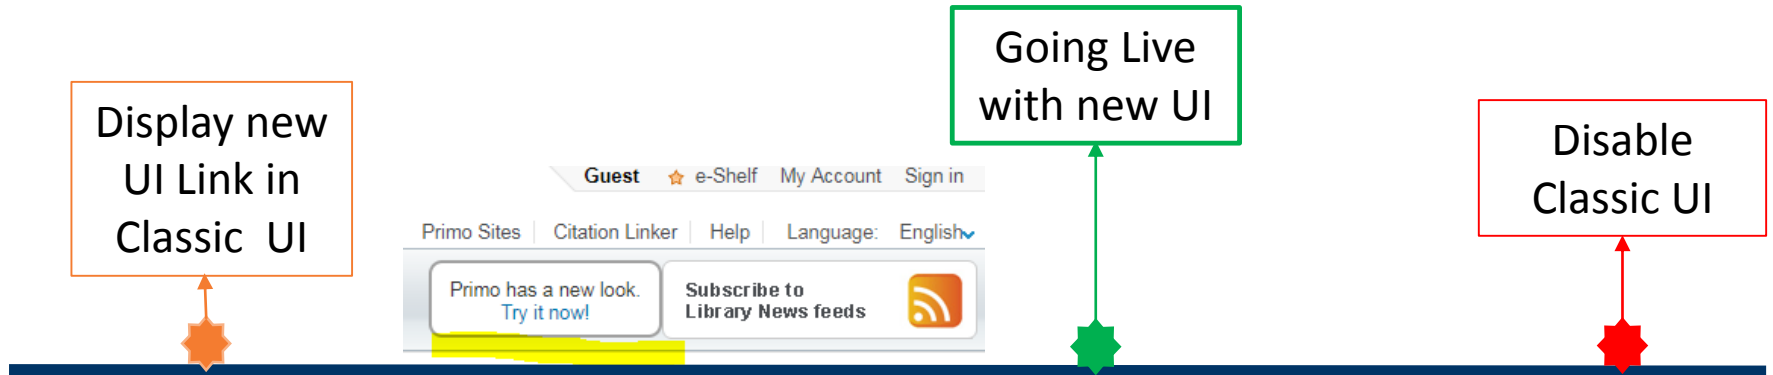 Display new
UI Link in
Classic UI
Guest e-Shelf My Account Sign in
Primo Sites Citation Linker Help Language: English
Primo has a new look.
Try it now!
Subscribe to
Library News feeds
Going Live
with new UI
Disable
Classic UI